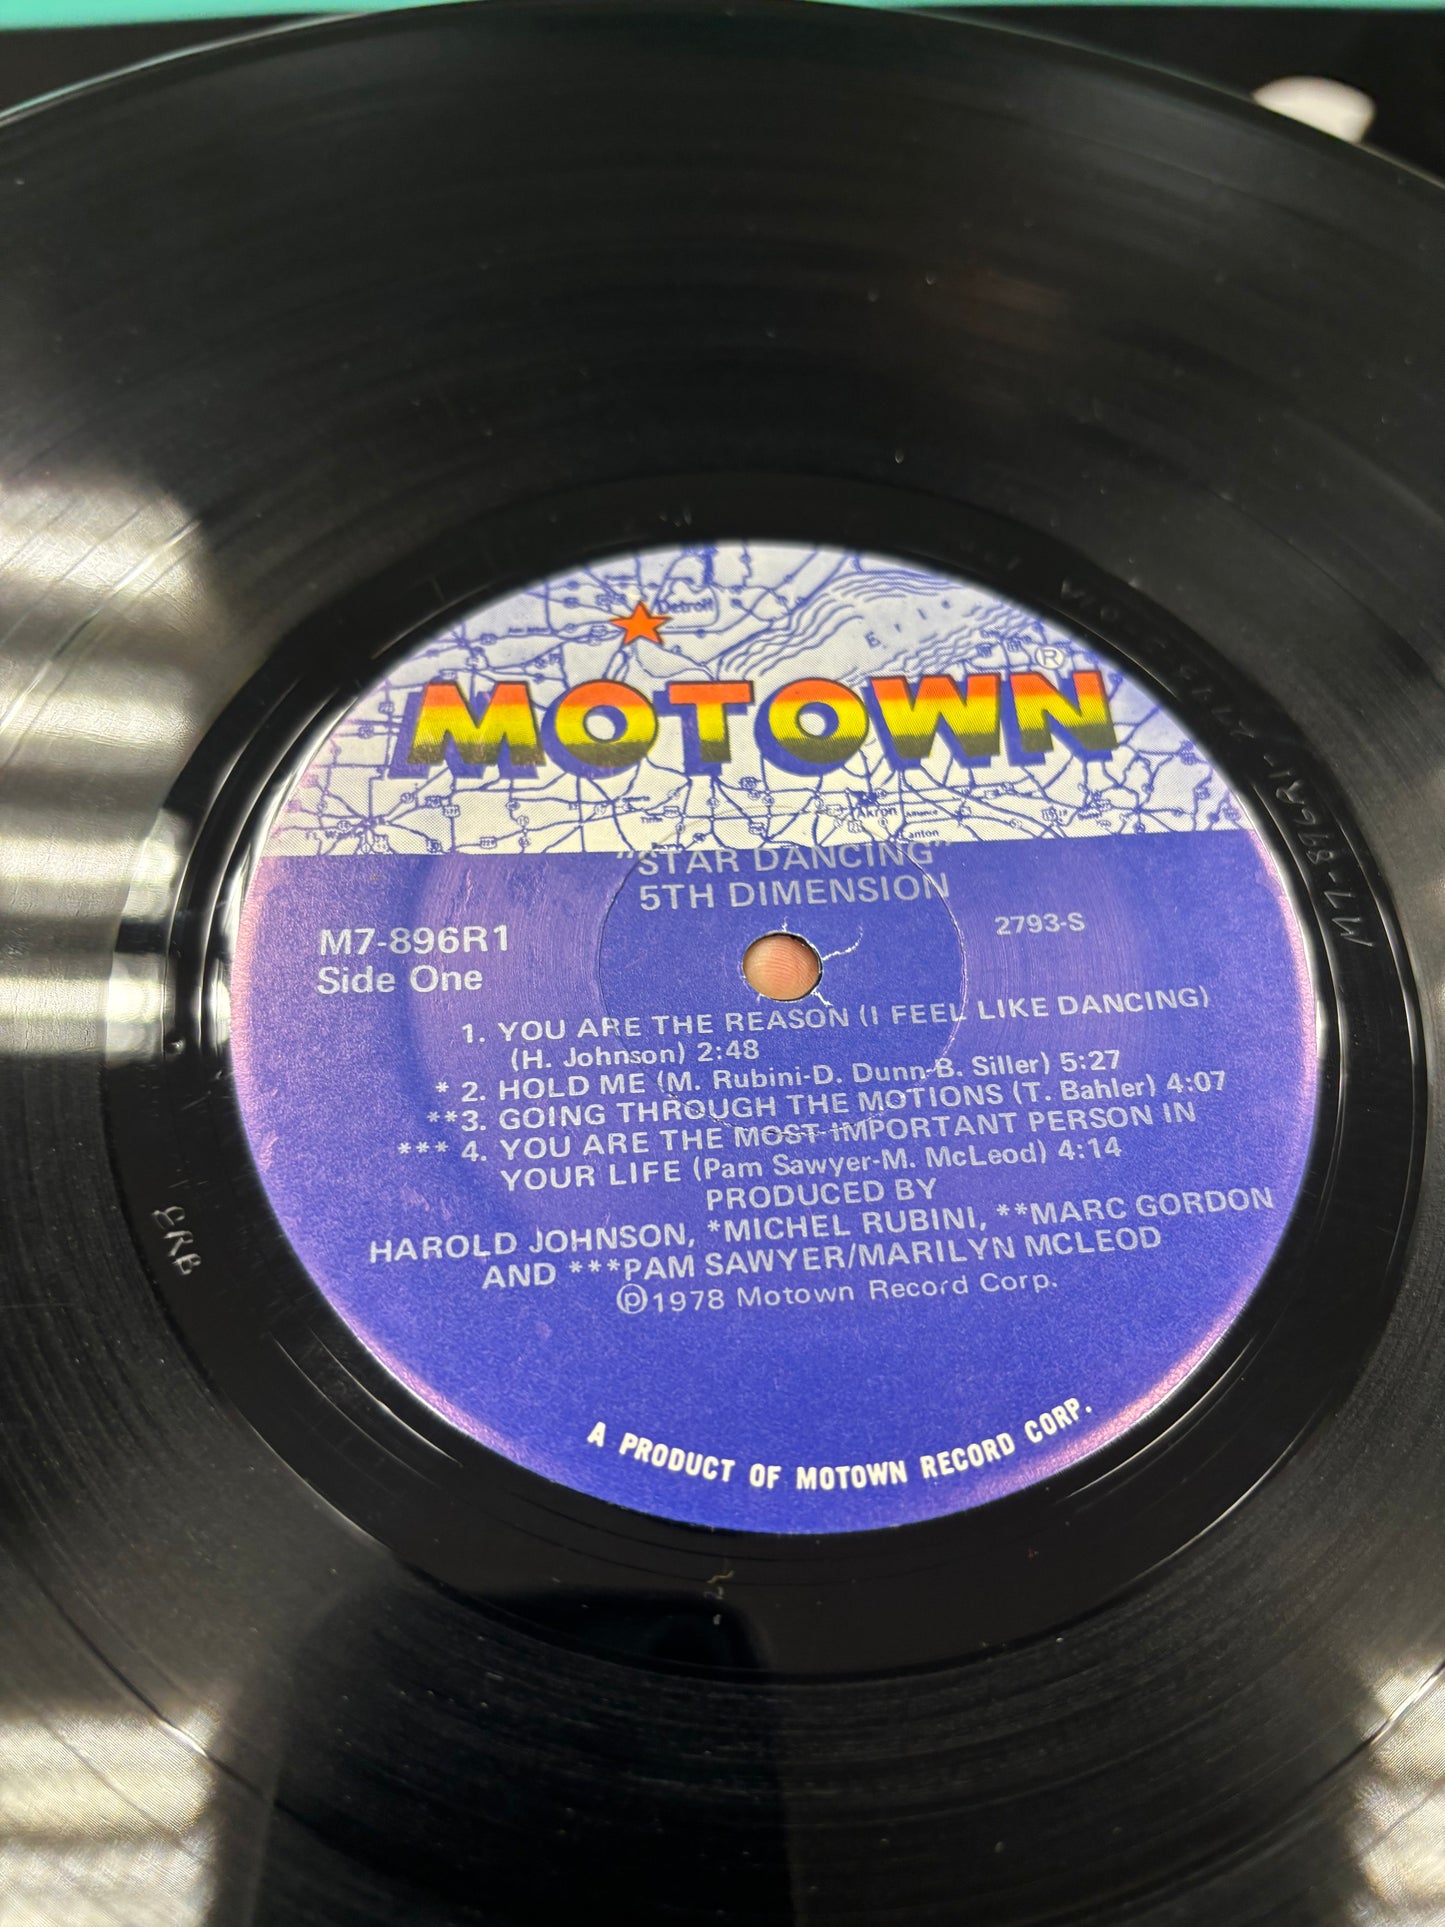 Detroit
Erie
MOTOWN®
Akron
"STAR DANCING"
5TH DIMENSION
M7-896R1
2793-S
Side One
1. YOU ARE THE REASON (I FEEL LIKE DANCING)
(H. Johnson) 2:48
* 2. HOLD ME (M. Rubini-D. Dunn-B. Siller) 5:27
**3. GOING THROUGH THE MOTIONS (T. Bahler) 4:07
*** 4. YOU ARE THE MOST IMPORTANT PERSON IN
YOUR LIFE (Pam Sawyer-M. McLeod) 4:14
PRODUCED BY
HAROLD JOHNSON, *MICHEL RUBINI, **MARC GORDON
AND ***PAM SAWYER/MARILYN MCLEOD
Ⓟ1978 Motown Record Corp.
A PRODUCT OF MOTOWN RECORD CORP.